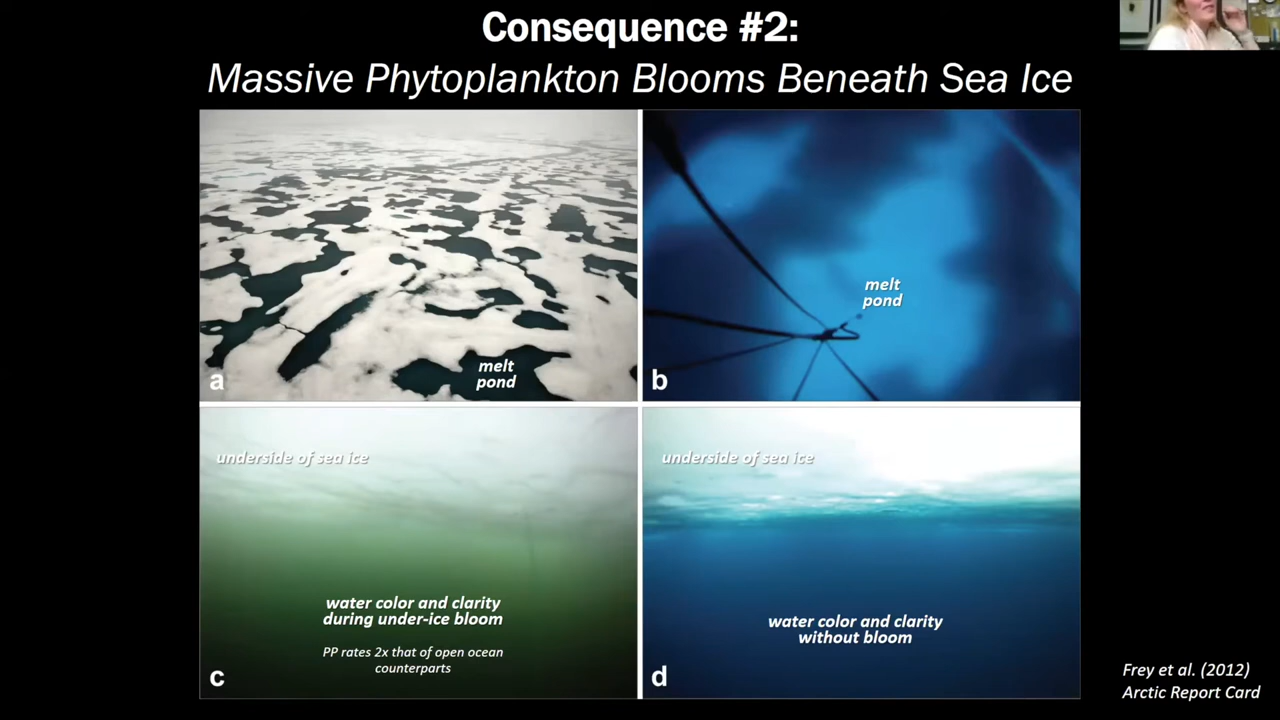 Consequence #2:
Massive Phytoplankton Blooms Beneath Sea Ice
melt
pond
a
melt
pond
b
underside of sea ice
water color and clarity
during under-ice bloom
PP rates 2x that of open ocean
counterparts
c
underside of sea ice
water color and clarity
without bloom
d
Frey et al. (2012)
Arctic Report Card